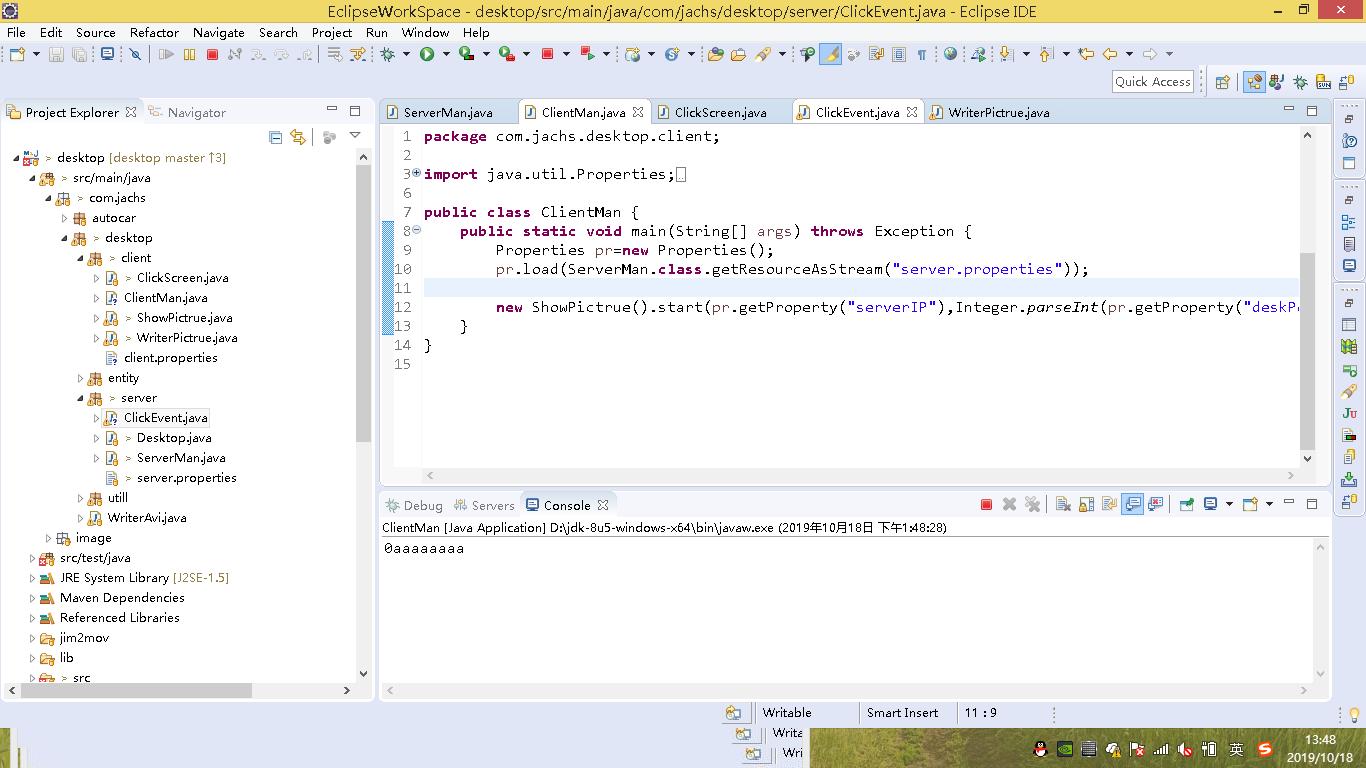 EclipseWorkSpace - desktop/src/main/java/com/jachs/desktop/server/ClickEvent.java - Eclipse IDE
File Edit Source Refactor Navigate Search Project Run Window Help
Quick Access
Project Explorer Navigator
> desktop [desktop master ↑3]
> src/main/java
> com.jachs
autocar
> desktop
> client
> ClickScreen.java
> ClientMan.java
> ShowPictrue.java
> WriterPictrue.java
client.properties
entity
> server
ClickEvent.java
> Desktop.java
> ServerMan.java
> server.properties
utill
WriterAvi.java
image
src/test/java
JRE System Library [J2SE-1.5]
Maven Dependencies
Referenced Libraries
jim2mov
lib
> src
ServerMan.java ClientMan.java ClickScreen.java ClickEvent.java WriterPictrue.java
1 package com.jachs.desktop.client;
2
3 import java.util.Properties;
6
7 public class ClientMan {
8 public static void main(String[] args) throws Exception {
9 Properties pr=new Properties();
10 pr.load(ServerMan.class.getResourceAsStream("server.properties"));
11
12 new ShowPictrue().start(pr.getProperty("serverIP"),Integer.parseInt(pr.getProperty("deskP
13 }
14 }
15
Debug Servers Console
ClientMan [Java Application] D:\jdk-8u5-windows-x64\bin\javaw.exe (2019年10月18日 下午1:48:28)
0aaaaaaaa
Writable Smart Insert 11 : 9
Writa
Wri
英
13:48
2019/10/18